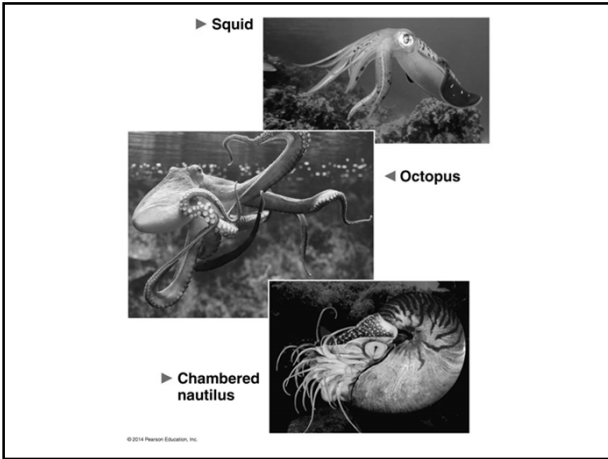 Squid
Octopus
Chambered
nautilus
© 2014 Pearson Education, Inc.